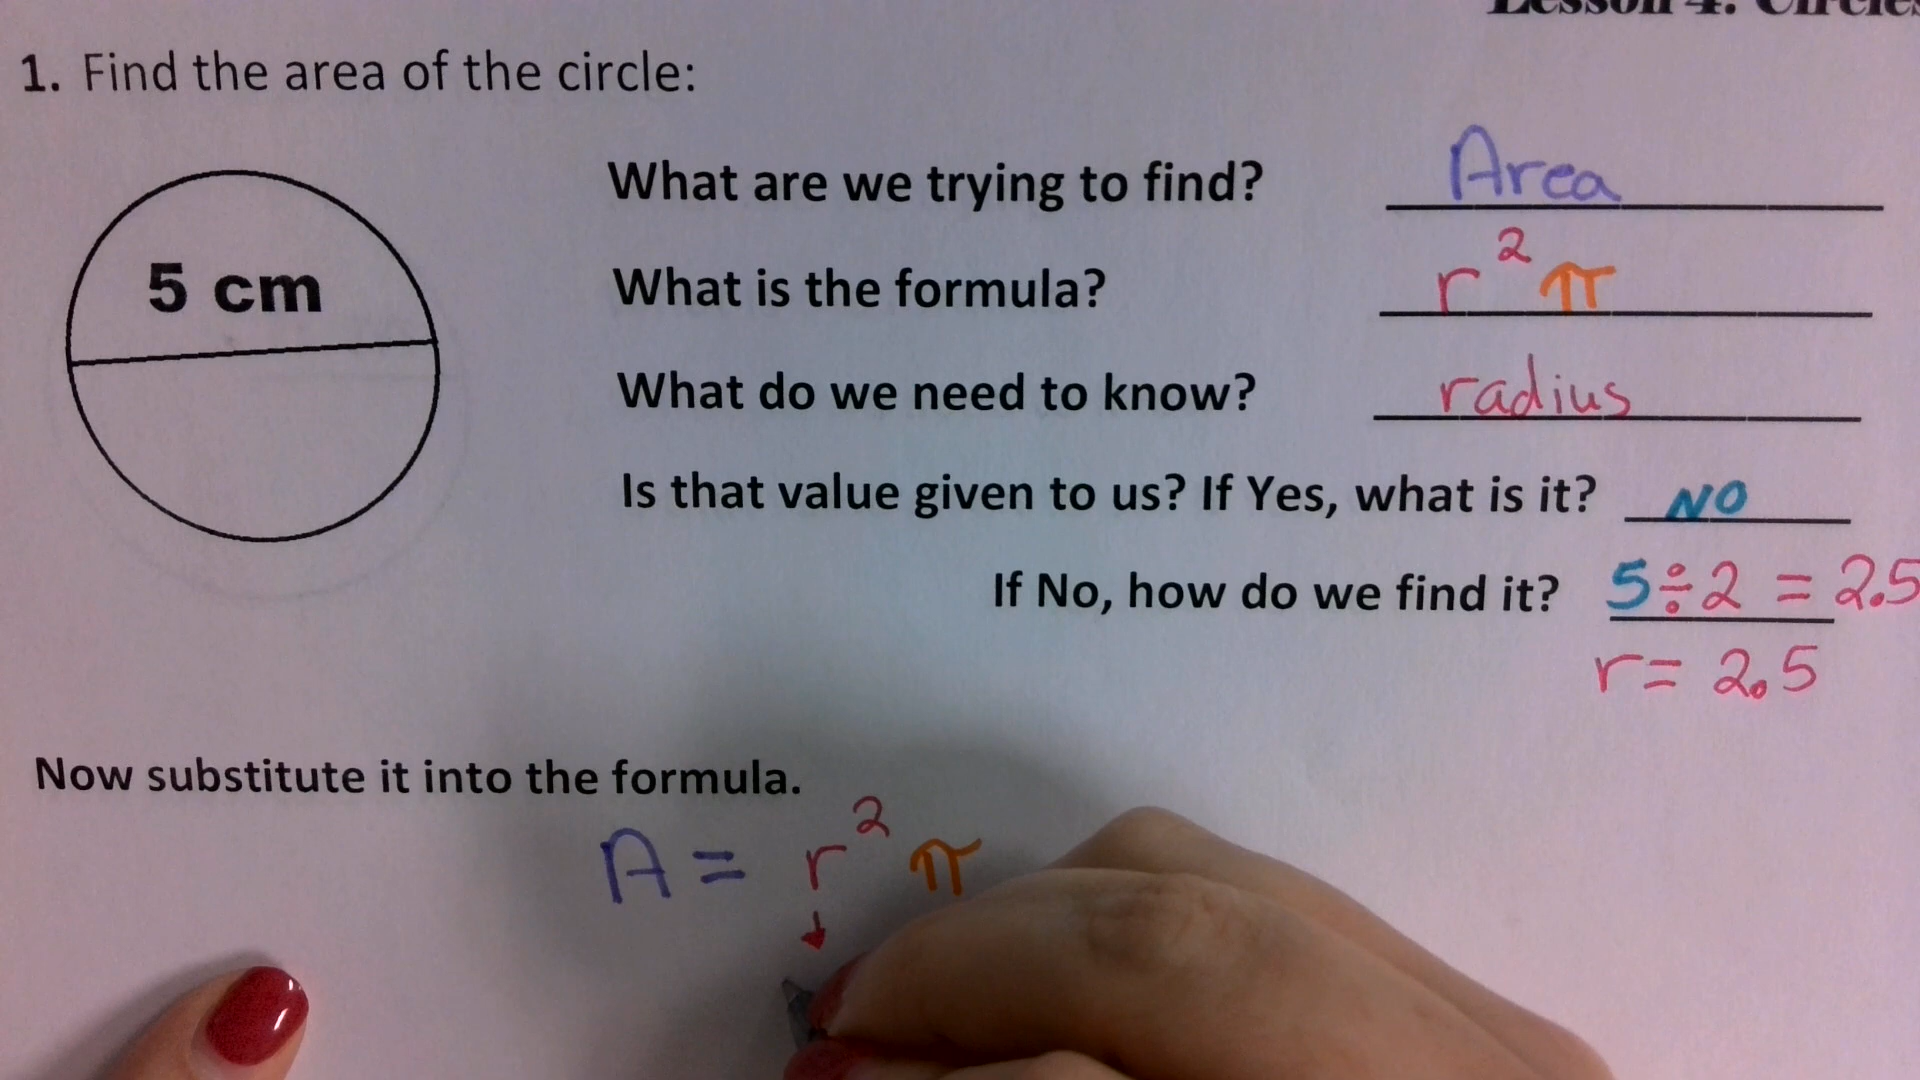 Lesson 4: Circles
1. Find the area of the circle:
5 cm
What are we trying to find? Area
What is the formula? r²π
What do we need to know? radius
Is that value given to us? If Yes, what is it? NO
If No, how do we find it? 5÷2 = 2.5
r = 2.5
Now substitute it into the formula.
A = r²π